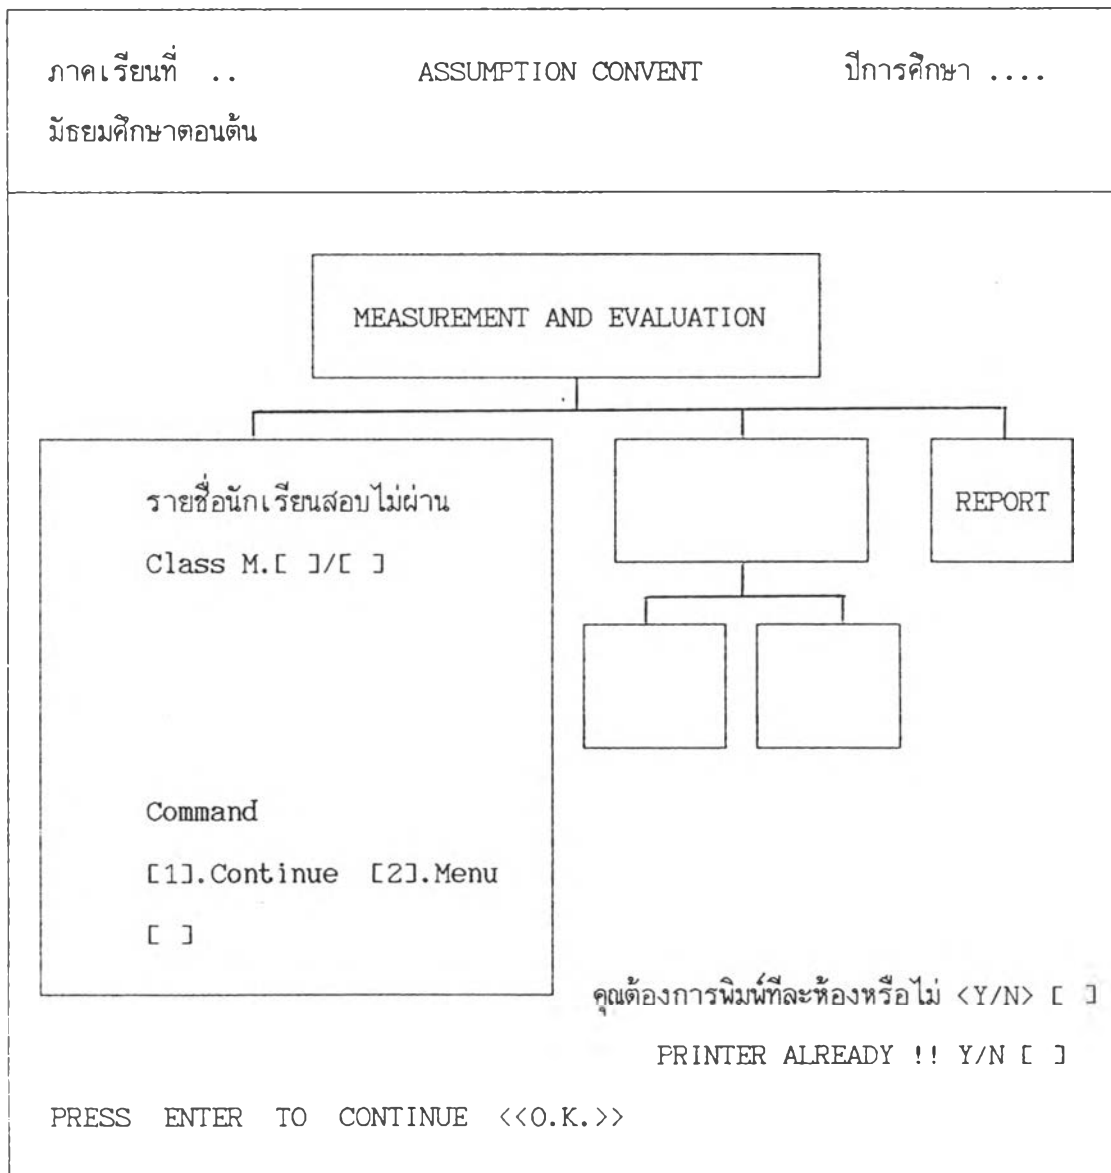 ภาคเรียนที่ .. ASSUMPTION CONVENT ปีการศึกษา ....
มัธยมศึกษาตอนต้น
MEASUREMENT AND EVALUATION
รายชื่อนักเรียนสอบไม่ผ่าน
Class M.[ ]/[ ]
REPORT
Command
[1].Continue [2].Menu
[ ]
คุณต้องการพิมพ์ทีละห้องหรือไม่ <Y/N> [ ]
PRINTER ALREADY !! Y/N [ ]
PRESS ENTER TO CONTINUE <<O.K.>>